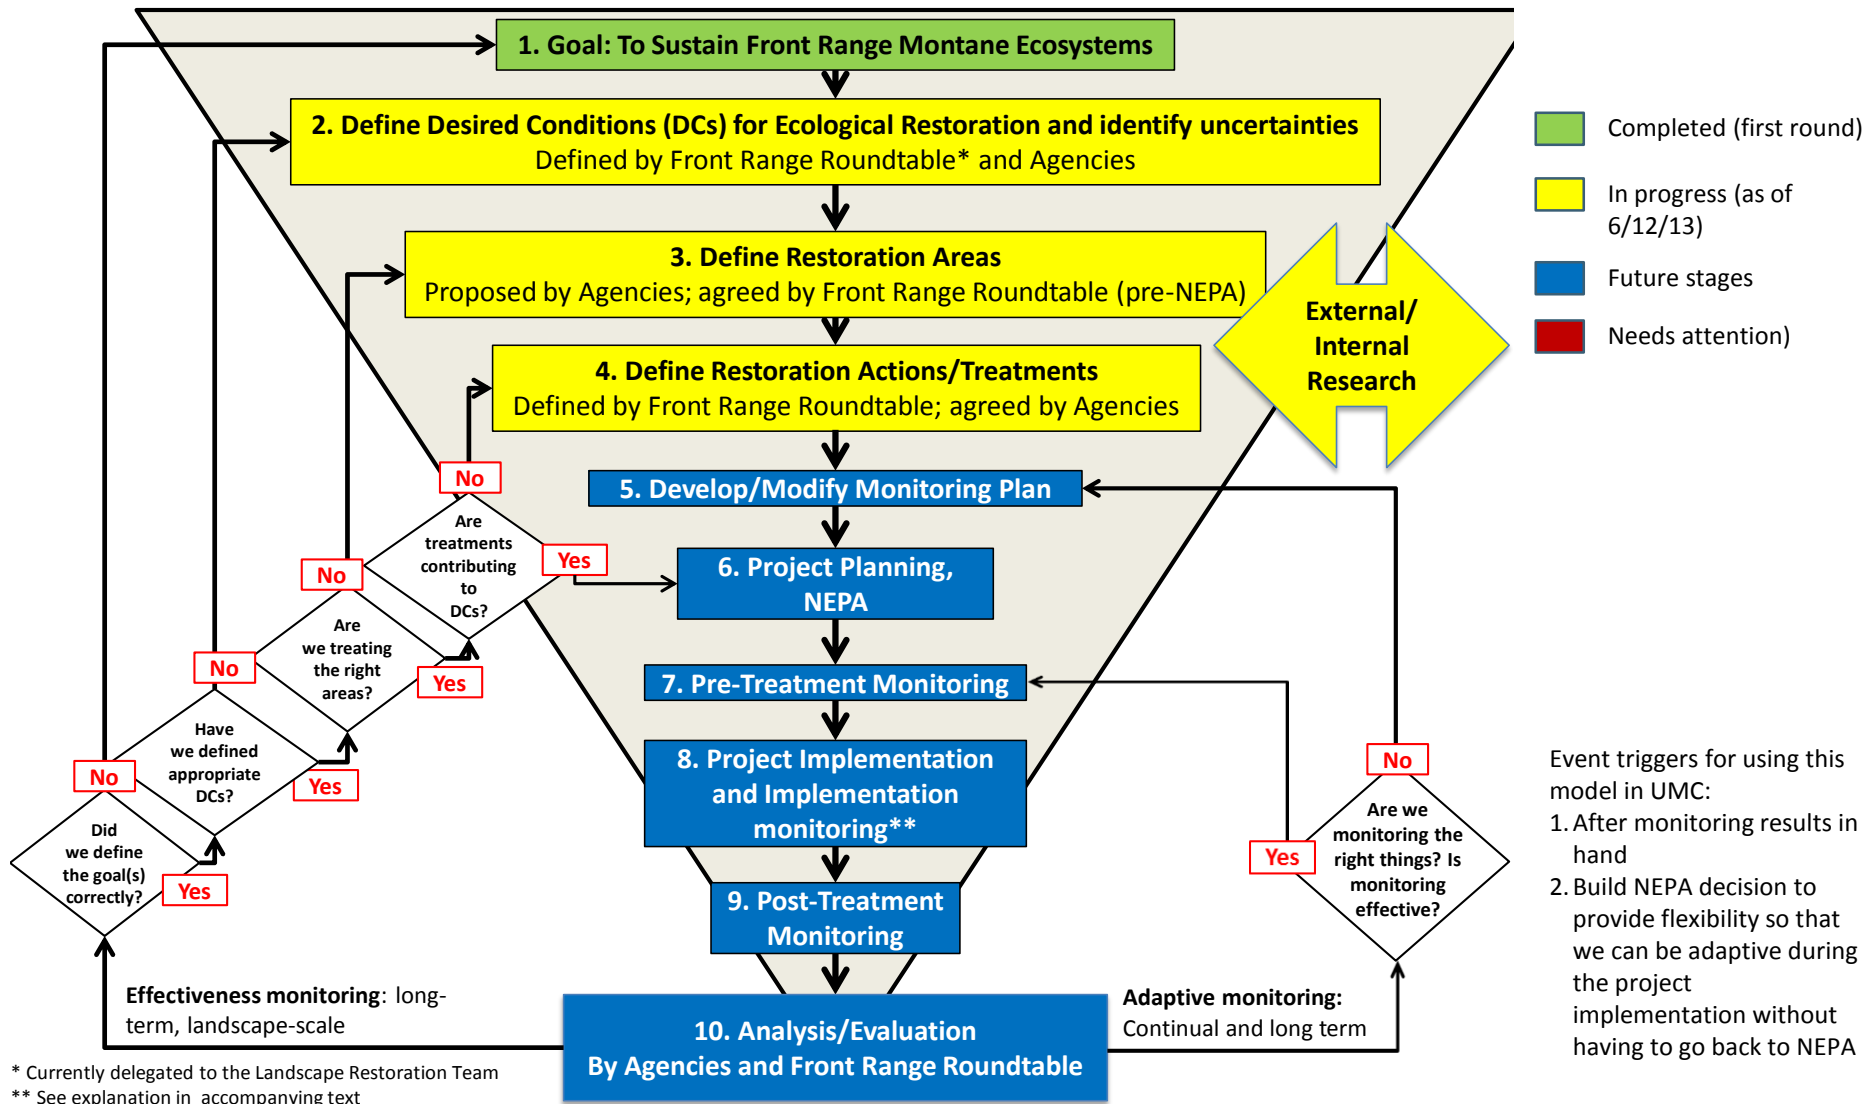 1. Goal: To Sustain Front Range Montane Ecosystems
2. Define Desired Conditions (DCs) for Ecological Restoration and identify uncertainties
Defined by Front Range Roundtable* and Agencies
3. Define Restoration Areas
Proposed by Agencies; agreed by Front Range Roundtable (pre-NEPA)
4. Define Restoration Actions/Treatments
Defined by Front Range Roundtable; agreed by Agencies
5. Develop/Modify Monitoring Plan
6. Project Planning,
NEPA
7. Pre-Treatment Monitoring
8. Project Implementation
and Implementation
monitoring**
9. Post-Treatment
Monitoring
10. Analysis/Evaluation
By Agencies and Front Range Roundtable
External/
Internal
Research
Completed (first round)
In progress (as of
6/12/13)
Future stages
Needs attention)
No
Are
treatments
contributing
to
DCs?
Yes
No
Are
we treating
the right
areas?
Yes
No
Have
we defined
appropriate
DCs?
Yes
No
Did
we define
the goal(s)
correctly?
Yes
Effectiveness monitoring: long-
term, landscape-scale
No
Are we
monitoring the
right things? Is
monitoring
effective?
Yes
Adaptive monitoring:
Continual and long term
Event triggers for using this
model in UMC:
1. After monitoring results in
hand
2. Build NEPA decision to
provide flexibility so that
we can be adaptive during
the project
implementation without
having to go back to NEPA
* Currently delegated to the Landscape Restoration Team
** See explanation in accompanying text